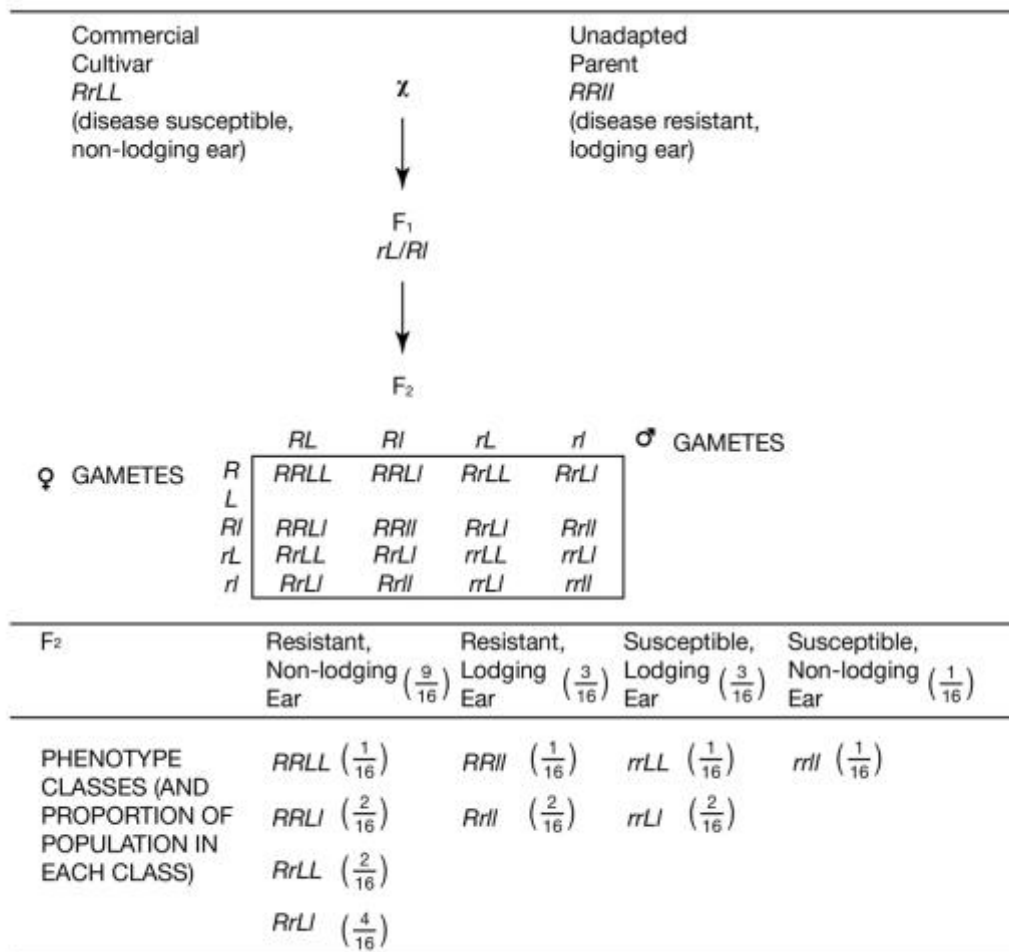 Commercial
Cultivar
RrLL
(disease susceptible,
non-lodging ear)
χ
Unadapted
Parent
RRll
(disease resistant,
lodging ear)
F₁
rL/Rl
F₂
RL Rl rL rl ♂ GAMETES
♀ GAMETES R RRLL RRLl RrLL RrLl
L
Rl RRLl RRll RrLl Rrll
rL RrLL RrLl rrLL rrLl
rl RrLl Rrll rrLl rrll
F₂
Resistant,
Non-lodging (9/16)
Ear
Resistant,
Lodging (3/16)
Ear
Susceptible,
Lodging (3/16)
Ear
Susceptible,
Non-lodging (1/16)
Ear
PHENOTYPE
CLASSES (AND
PROPORTION OF
POPULATION IN
EACH CLASS)
RRLL (1/16)
RRLl (2/16)
RrLL (2/16)
RrLl (4/16)
RRll (1/16)
Rrll (2/16)
rrLL (1/16)
rrLl (2/16)
rrll (1/16)